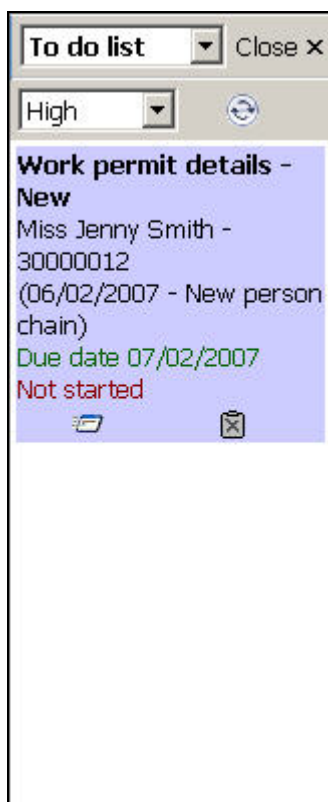 To do list
Close ×
High
Work permit details -
New
Miss Jenny Smith -
30000012
(06/02/2007 - New person
chain)
Due date 07/02/2007
Not started